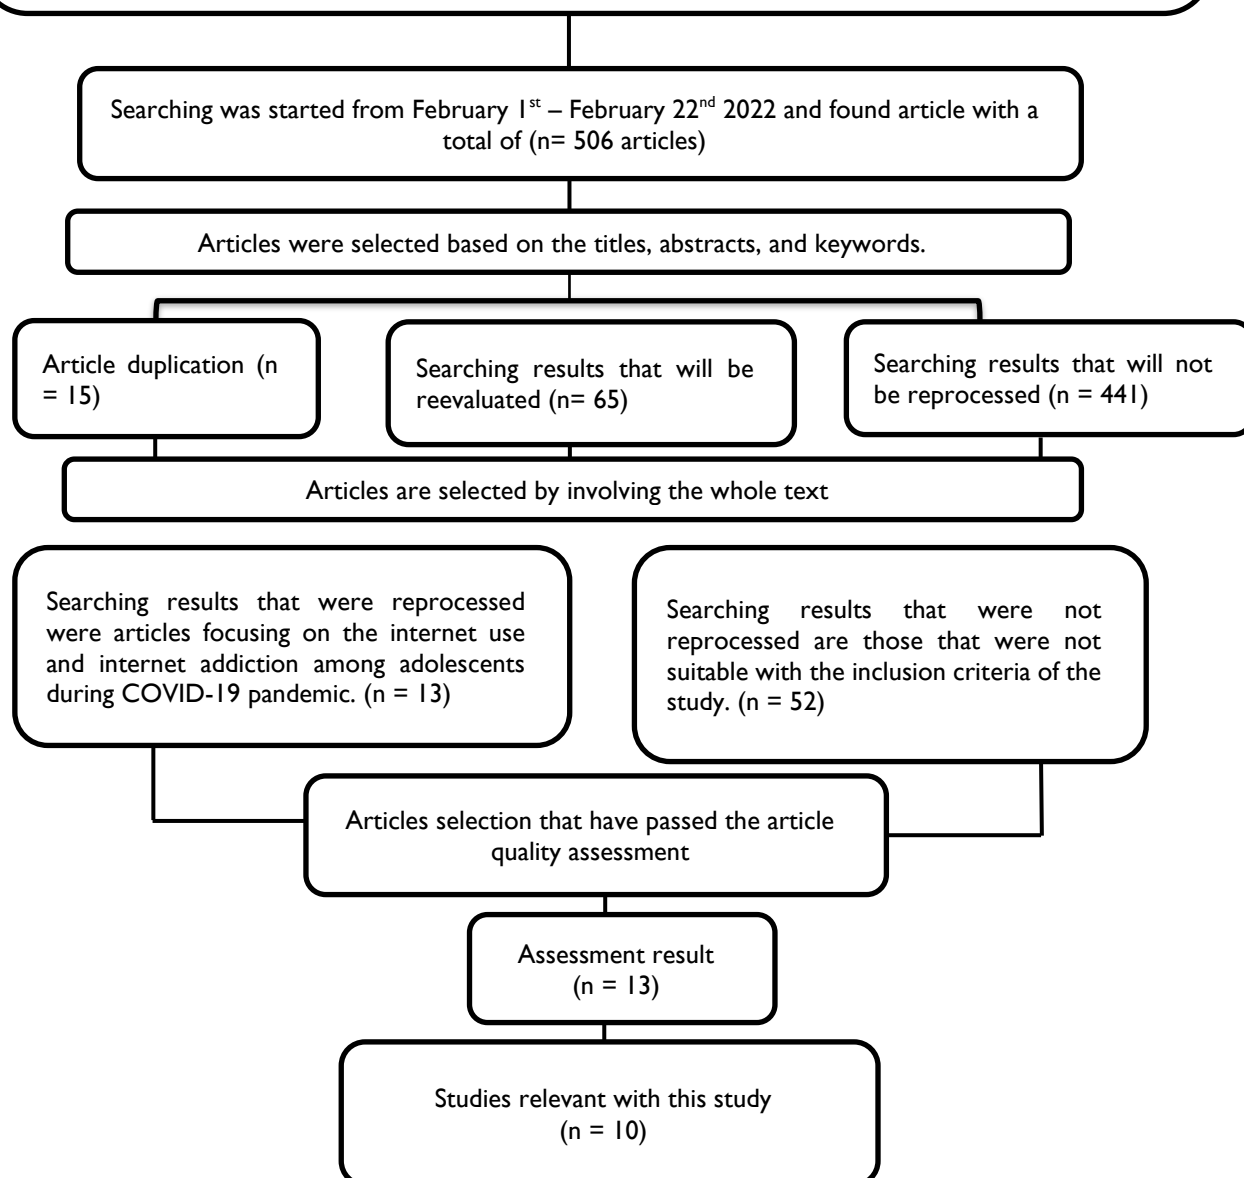 Searching was started from February 1st – February 22nd 2022 and found article with a
total of (n= 506 articles)
Articles were selected based on the titles, abstracts, and keywords.
Article duplication (n
= 15)
Searching results that will be
reevaluated (n= 65)
Searching results that will not
be reprocessed (n = 441)
Articles are selected by involving the whole text
Searching results that were reprocessed
were articles focusing on the internet use
and internet addiction among adolescents
during COVID-19 pandemic. (n = 13)
Searching results that were not
reprocessed are those that were not
suitable with the inclusion criteria of the
study. (n = 52)
Articles selection that have passed the article
quality assessment
Assessment result
(n = 13)
Studies relevant with this study
(n = 10)